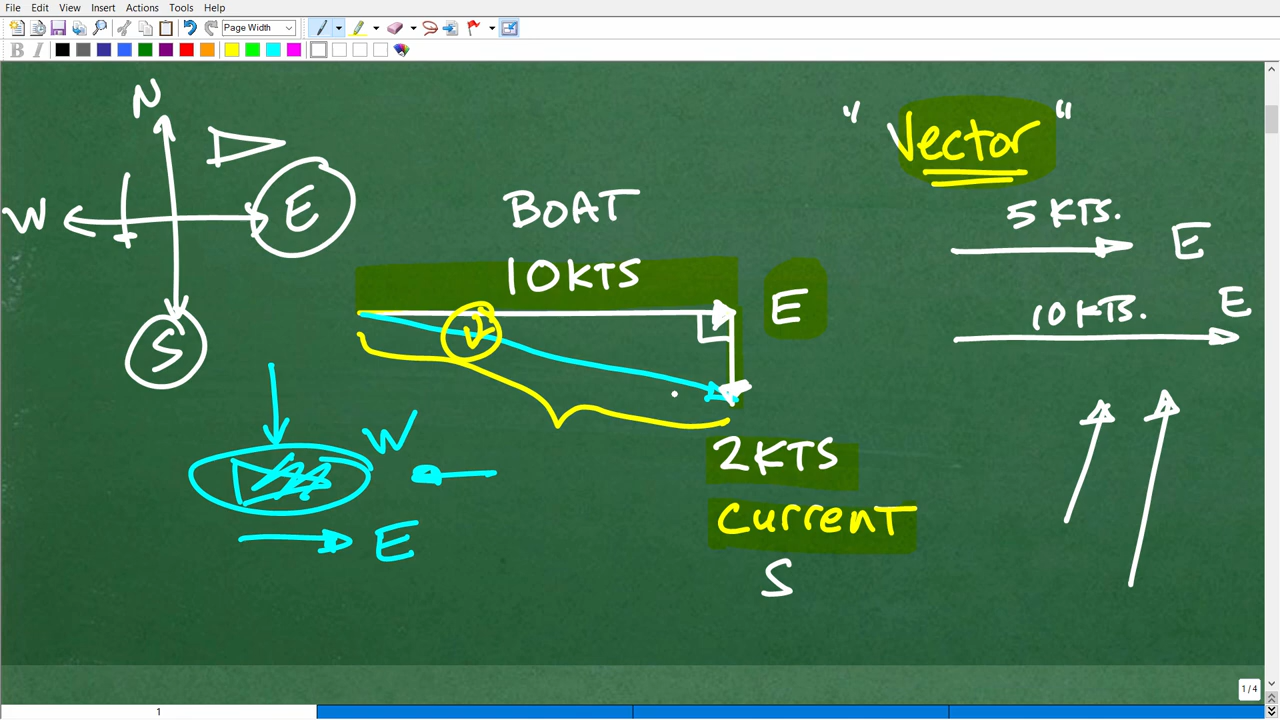 File Edit View Insert Actions Tools Help
Page Width
B I
N
W E
S
BOAT
10KTS
E
2KTS
Current
S
W
E
"Vector"
5 KTS.
E
10 KTS.
E
1/4
1